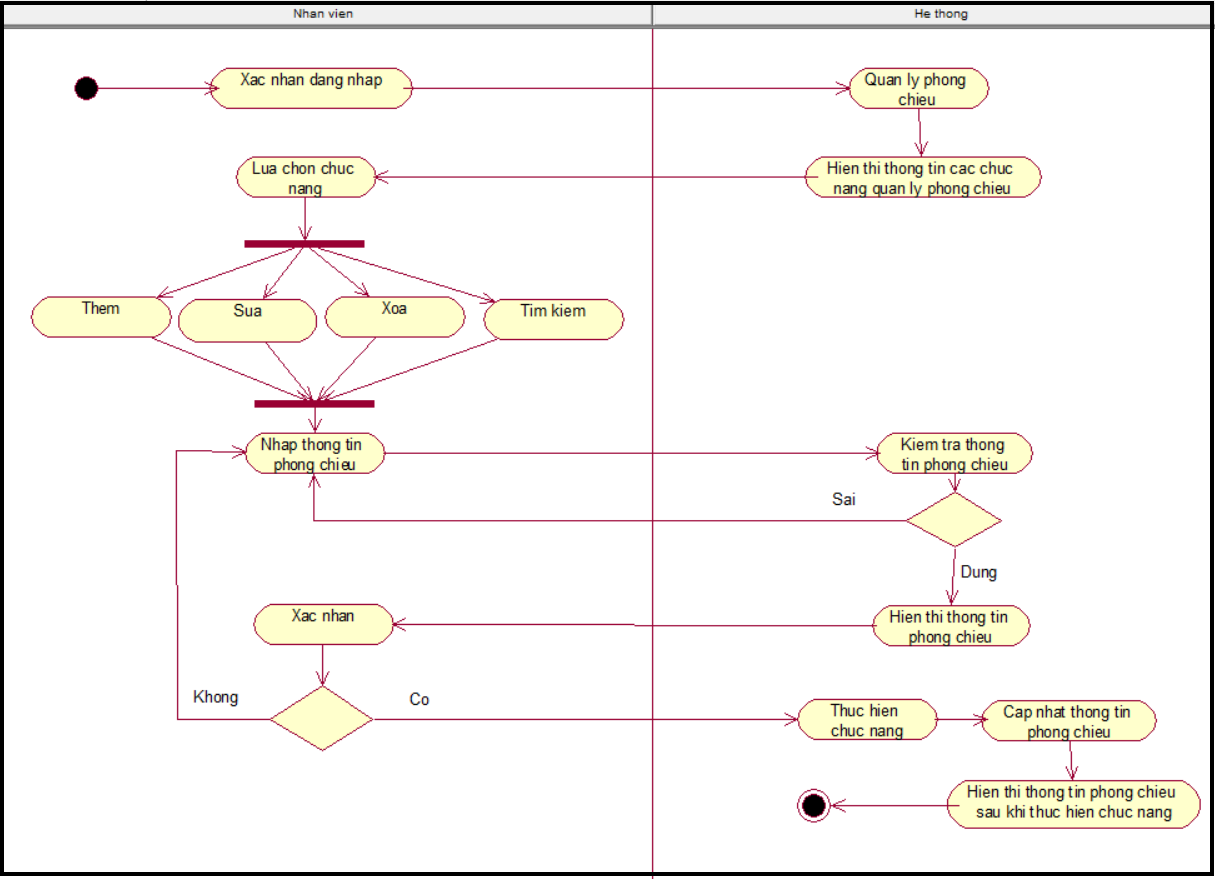 Nhan vien
He thong
Xac nhan dang nhap
Quan ly phong
chieu
Lua chon chuc
nang
Hien thi thong tin cac chuc
nang quan ly phong chieu
Them
Sua
Xoa
Tim kiem
Nhap thong tin
phong chieu
Kiem tra thong
tin phong chieu
Sai
Dung
Xac nhan
Hien thi thong tin
phong chieu
Khong
Co
Thuc hien
chuc nang
Cap nhat thong tin
phong chieu
Hien thi thong tin phong chieu
sau khi thuc hien chuc nang